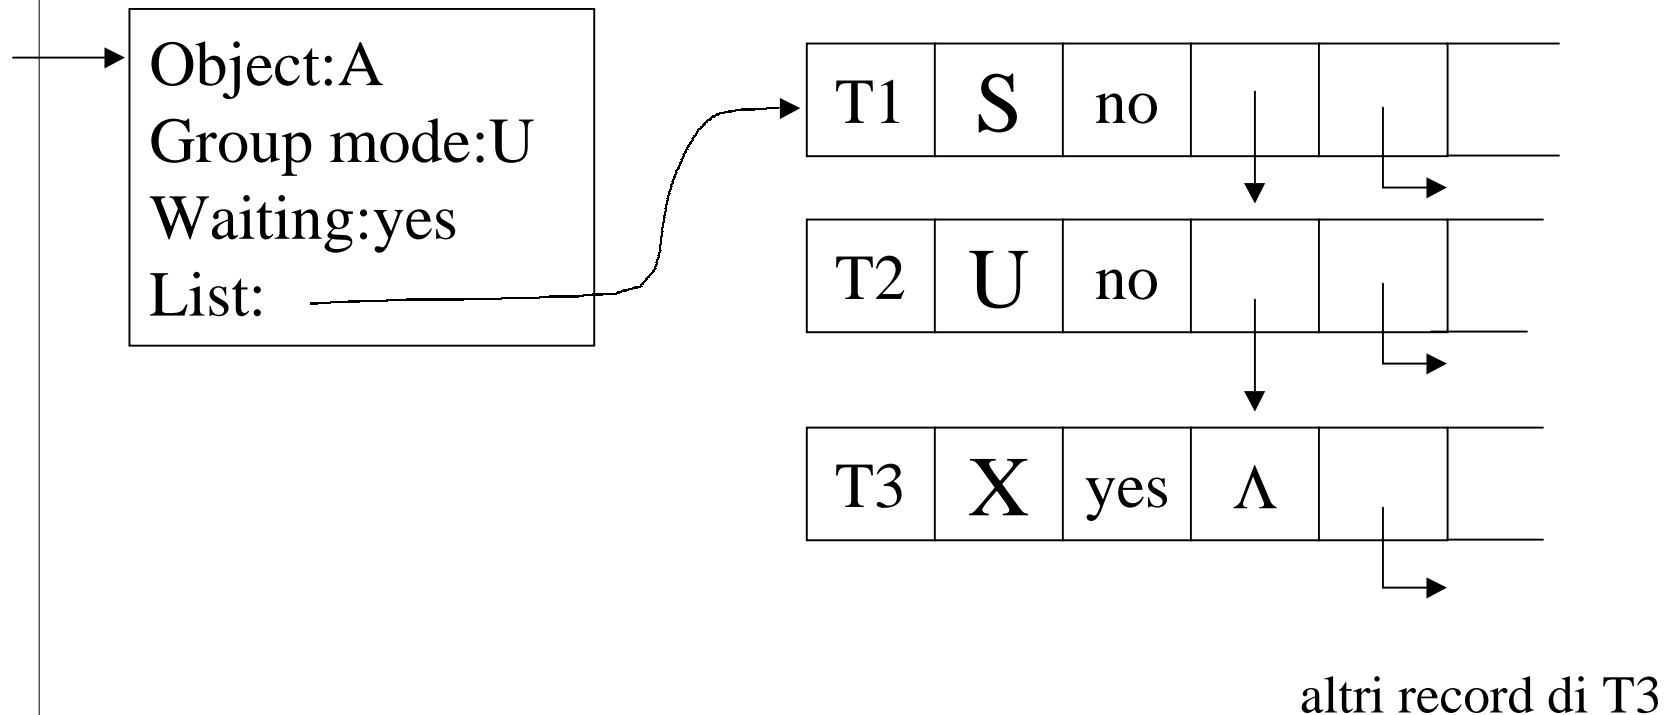 Object:A
Group mode:U
Waiting:yes
List:
T1 S no
T2 U no
T3 X yes Λ
altri record di T3